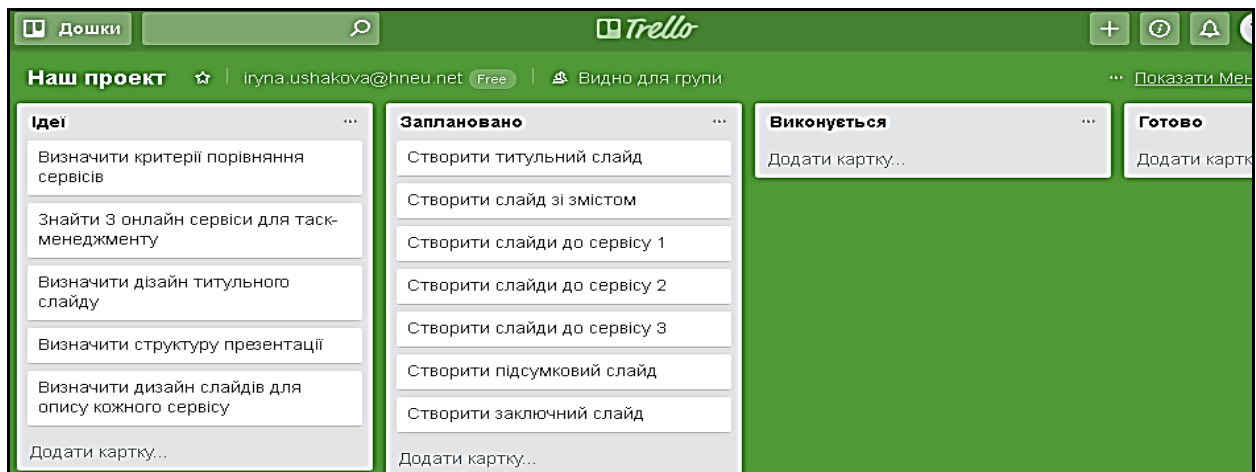 Дошки
Trello
Наш проект
iryna.ushakova@hneu.net Free
Видно для групи
... Показати Мен
Ідеї ...
Визначити критерії порівняння
сервісів
Знайти 3 онлайн сервіси для таск-
менеджменту
Визначити дізайн титульного
слайду
Визначити структуру презентації
Визначити дизайн слайдів для
опису кожного сервісу
Додати картку...
Заплановано ...
Створити титульний слайд
Створити слайд зі змістом
Створити слайди до сервісу 1
Створити слайди до сервісу 2
Створити слайди до сервісу 3
Створити підсумковий слайд
Створити заключний слайд
Додати картку...
Виконується ...
Додати картку...
Готово
Додати картк